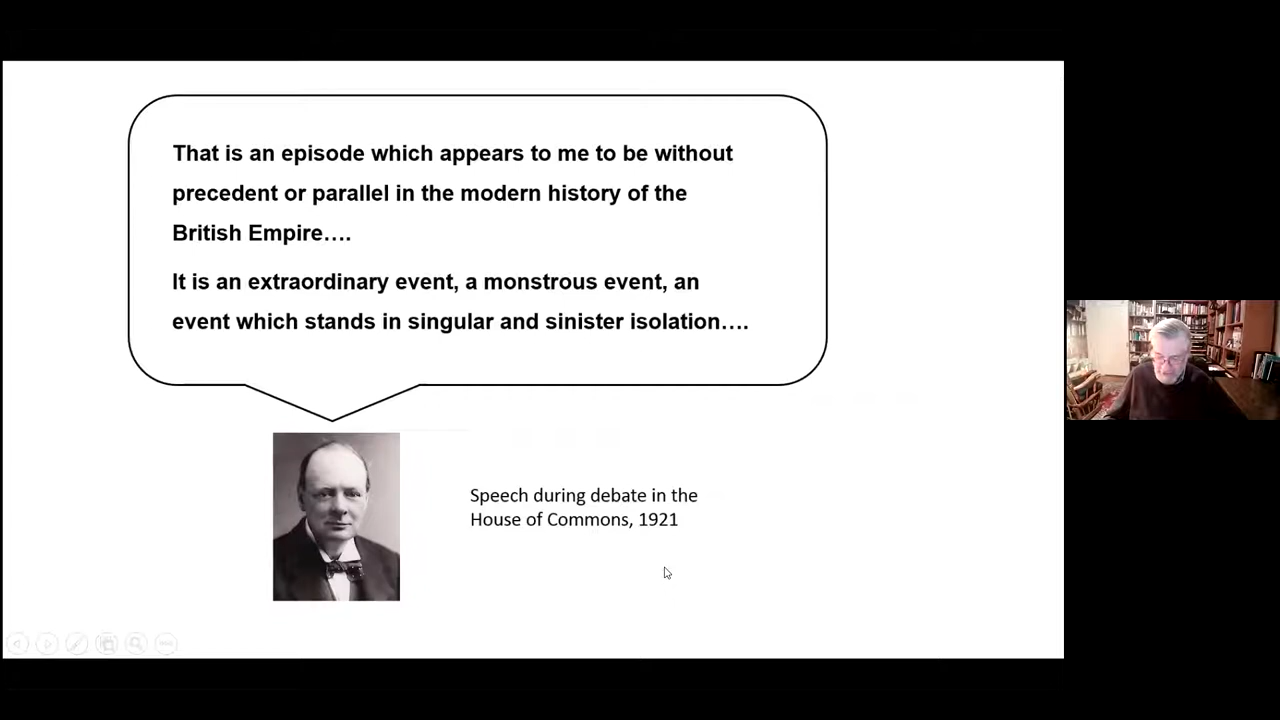 That is an episode which appears to me to be without
precedent or parallel in the modern history of the
British Empire….
It is an extraordinary event, a monstrous event, an
event which stands in singular and sinister isolation….
Speech during debate in the
House of Commons, 1921